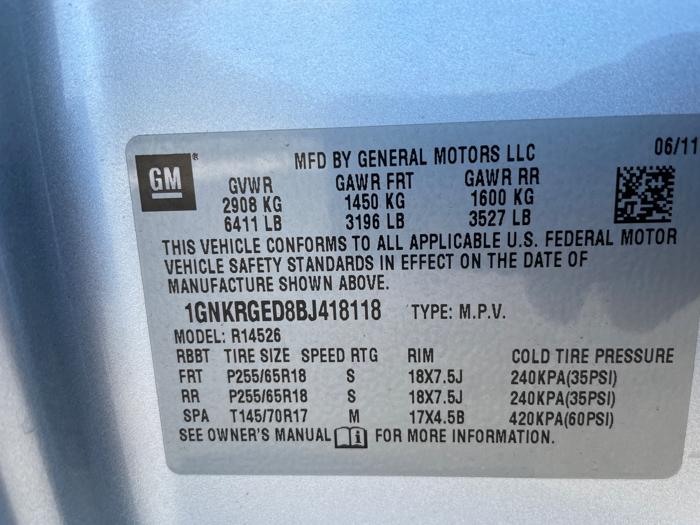 GM ® MFD BY GENERAL MOTORS LLC 06/11
GVWR GAWR FRT GAWR RR
2908 KG 1450 KG 1600 KG
6411 LB 3196 LB 3527 LB
THIS VEHICLE CONFORMS TO ALL APPLICABLE U.S. FEDERAL MOTOR
VEHICLE SAFETY STANDARDS IN EFFECT ON THE DATE OF
MANUFACTURE SHOWN ABOVE.
1GNKRGED8BJ418118 TYPE: M.P.V.
MODEL: R14526
RBBT TIRE SIZE SPEED RTG RIM COLD TIRE PRESSURE
FRT P255/65R18 S 18X7.5J 240KPA(35PSI)
RR P255/65R18 S 18X7.5J 240KPA(35PSI)
SPA T145/70R17 M 17X4.5B 420KPA(60PSI)
SEE OWNER'S MANUAL i FOR MORE INFORMATION.